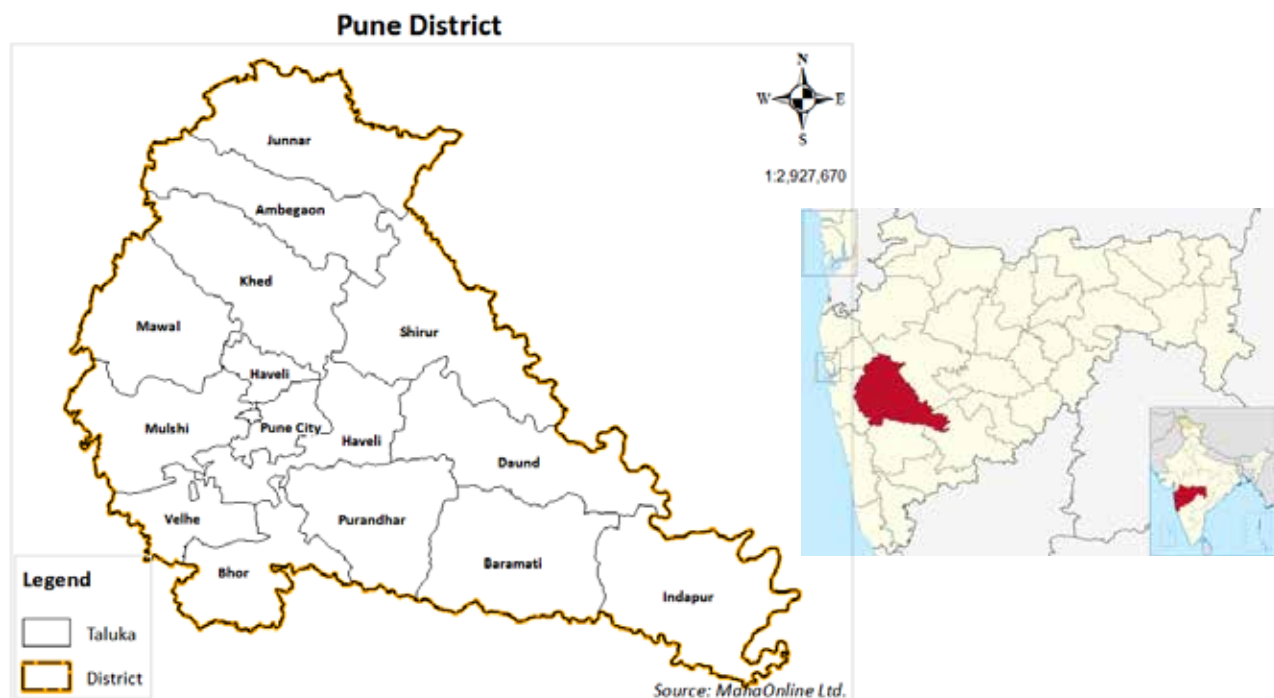 Pune District
N
W E
S
1:2,927,670
Junnar
Ambegaon
Khed
Mawal
Shirur
Haveli
Mulshi
Pune City
Haveli
Daund
Velhe
Purandhar
Bhor
Baramati
Indapur
Legend
Taluka
District
Source: MahaOnline Ltd.